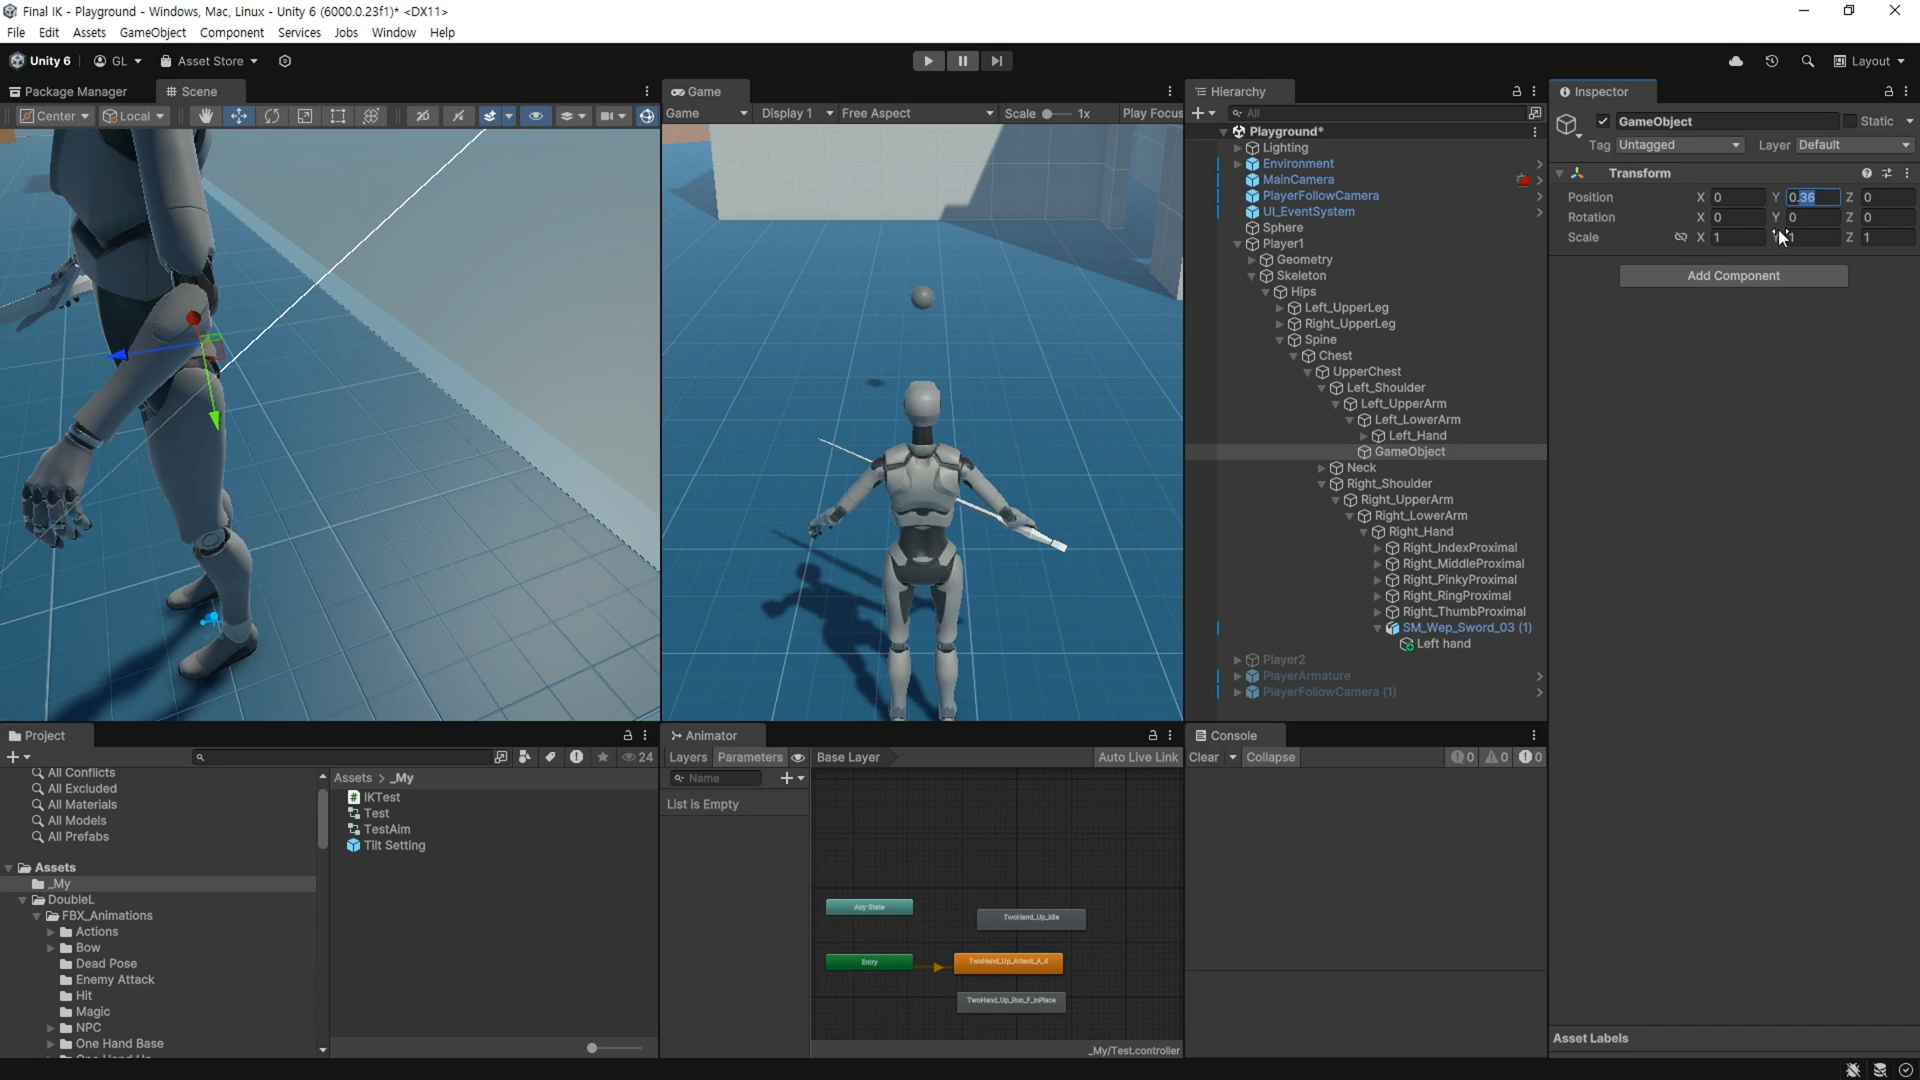 Final IK - Playground - Windows, Mac, Linux - Unity 6 (6000.0.23f1)* <DX11>
File Edit Assets GameObject Component Services Jobs Window Help
Unity 6 GL Asset Store Layout
Package Manager Scene
Center Local
Game
Game Display 1 Free Aspect Scale 1x Play Focus
Hierarchy
All
Playground*
Lighting
Environment
MainCamera
PlayerFollowCamera
UI_EventSystem
Sphere
Player1
Geometry
Skeleton
Hips
Left_UpperLeg
Right_UpperLeg
Spine
Chest
UpperChest
Left_Shoulder
Left_UpperArm
Left_LowerArm
Left_Hand
GameObject
Neck
Right_Shoulder
Right_UpperArm
Right_LowerArm
Right_Hand
Right_IndexProximal
Right_MiddleProximal
Right_PinkyProximal
Right_RingProximal
Right_ThumbProximal
SM_Wep_Sword_03 (1)
Left hand
Player2
PlayerArmature
PlayerFollowCamera (1)
Inspector
GameObject Static
Tag Untagged Layer Default
Transform
Position X 0 Y 0.36 Z 0
Rotation X 0 Y 0 Z 0
Scale X 1 Y 1 Z 1
Add Component
Asset Labels
Project
24
All Conflicts
All Excluded
All Materials
All Models
All Prefabs
Assets
_My
DoubleL
FBX_Animations
Actions
Bow
Dead Pose
Enemy Attack
Hit
Magic
NPC
One Hand Base
One Hand Up
Assets > _My
IKTest
Test
TestAim
Tilt Setting
Animator
Layers Parameters Base Layer Auto Live Link
Name
List is Empty
Any State
TwoHand_Up_Idle
Entry
TwoHand_Up_Attack_A_4
TwoHand_Up_Run_F_InPlace
_My/Test.controller
Console
Clear Collapse 0 0 0